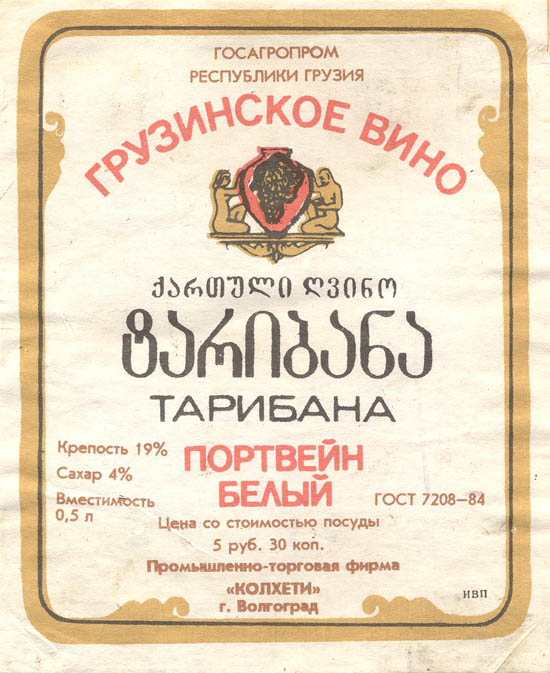 ГОСАГРОПРОМ
РЕСПУБЛИКИ ГРУЗИЯ
ГРУЗИНСКОЕ ВИНО
ქართული ღვინო
ტარიბანა
ТАРИБАНА
Крепость 19%
Сахар 4%
Вместимость
0,5 л
ПОРТВЕЙН
БЕЛЫЙ
ГОСТ 7208–84
Цена со стоимостью посуды
5 руб. 30 коп.
Промышленно-торговая фирма
«КОЛХЕТИ»
г. Волгоград
ИВП